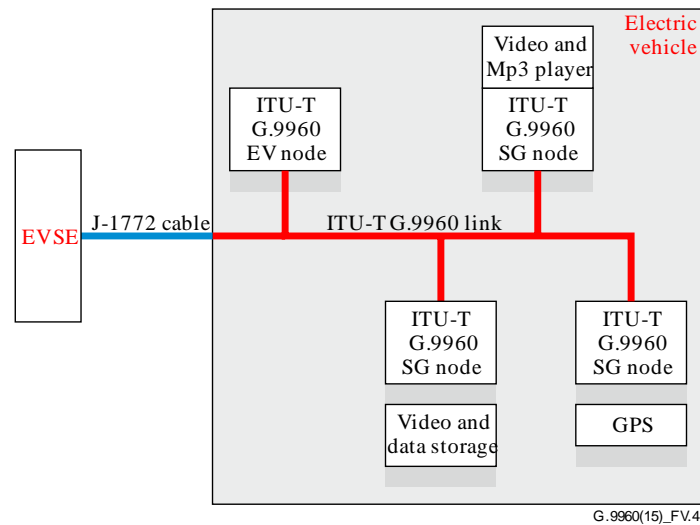 Electric
vehicle
Video and
Mp3 player
ITU-T
G.9960
EV node
ITU-T
G.9960
SG node
EVSE
J-1772 cable
ITU-T G.9960 link
ITU-T
G.9960
SG node
ITU-T
G.9960
SG node
Video and
data storage
GPS
G.9960(15)_FV.4